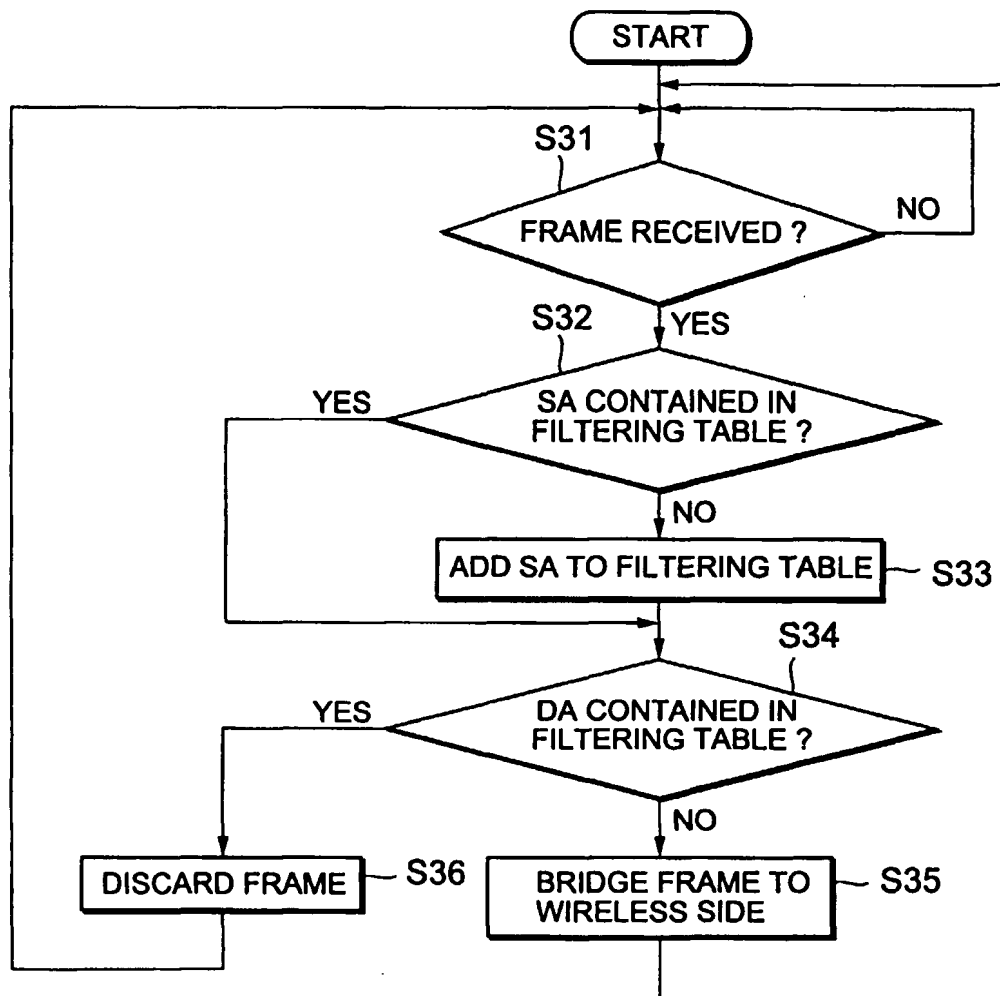 START
S31
FRAME RECEIVED ?
NO
YES
S32
YES
SA CONTAINED IN
FILTERING TABLE ?
NO
ADD SA TO FILTERING TABLE
S33
S34
YES
DA CONTAINED IN
FILTERING TABLE ?
NO
DISCARD FRAME
S36
BRIDGE FRAME TO
WIRELESS SIDE
S35